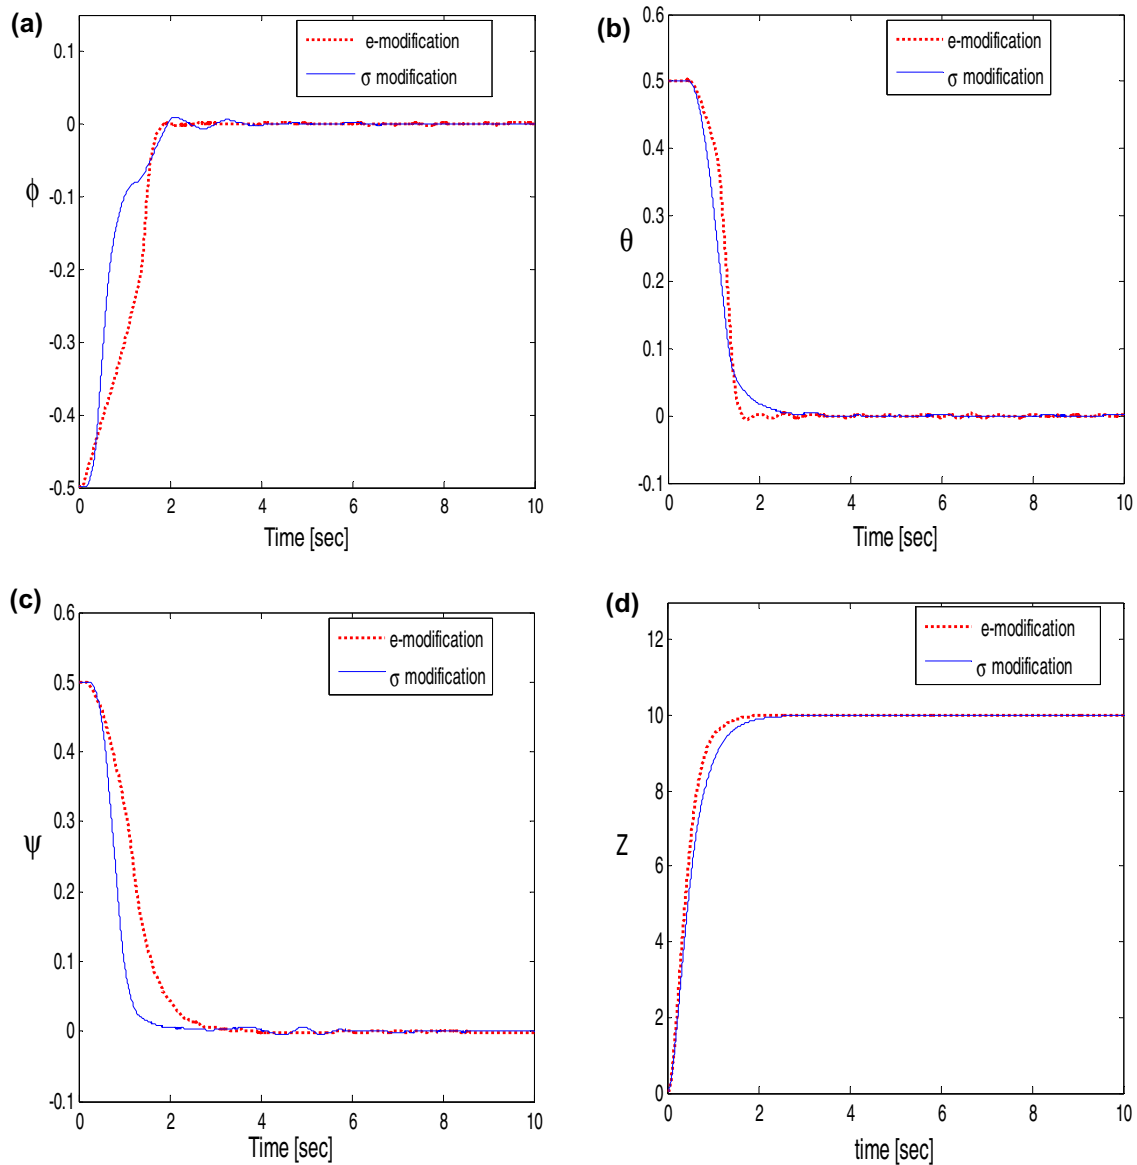 (a)
e-modification
σ modification
0.1
0
-0.1
-0.2
-0.3
-0.4
-0.5
ϕ
0 2 4 6 8 10
Time [sec]
(b)
e-modification
σ modification
0.6
0.5
0.4
0.3
0.2
0.1
0
-0.1
θ
0 2 4 6 8 10
Time [sec]
(c)
e-modification
σ modification
0.6
0.5
0.4
0.3
0.2
0.1
0
-0.1
ψ
0 2 4 6 8 10
Time [sec]
(d)
e-modification
σ modification
12
10
8
6
4
2
0
Z
0 2 4 6 8 10
time [sec]